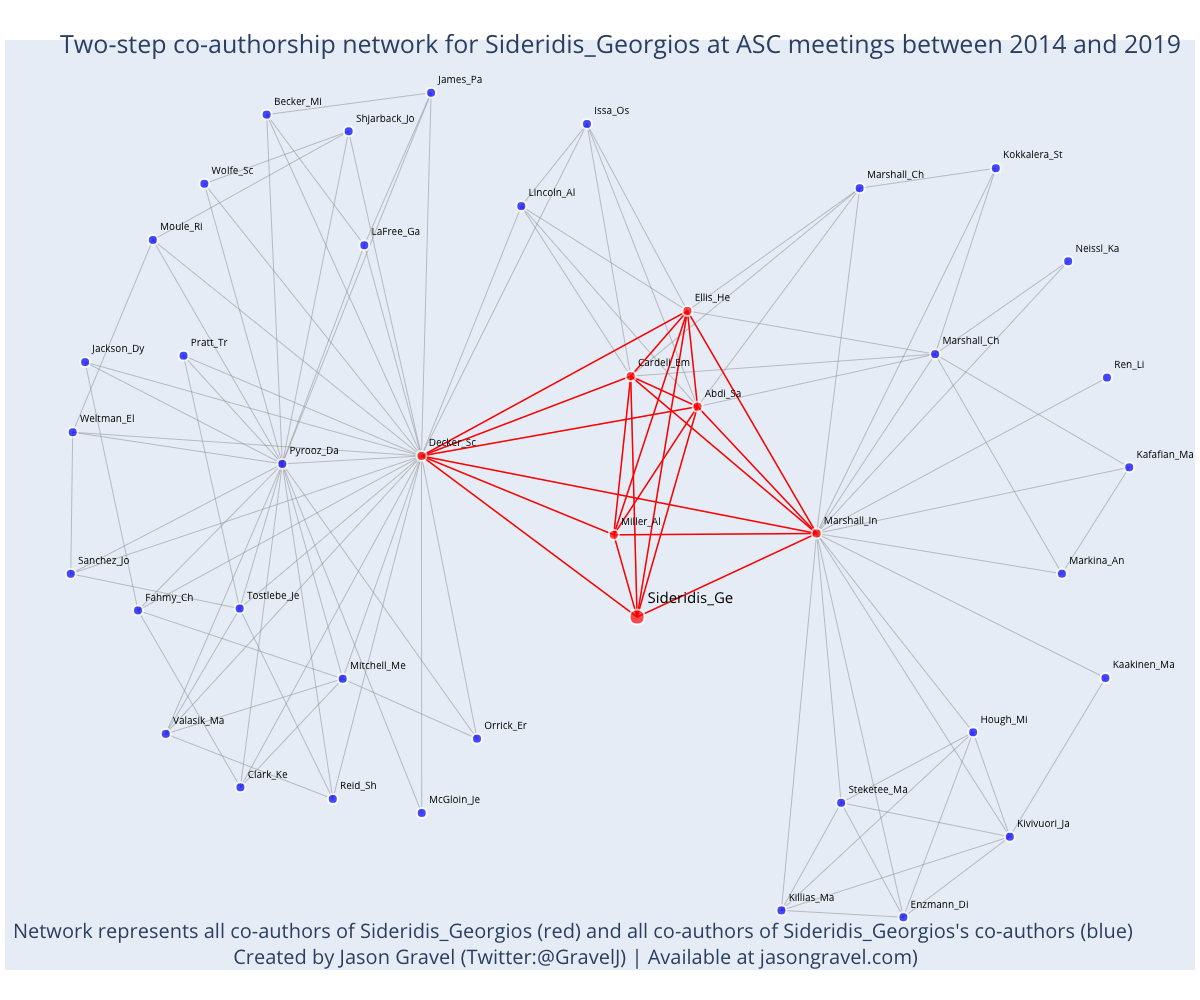 Two-step co-authorship network for Sideridis_Georgios at ASC meetings between 2014 and 2019
James_Pa
Becker_Mi
Shjarback_Jo
Issa_Os
Kokkalera_St
Wolfe_Sc
Marshall_Ch
Lincoln_Al
Moule_Ri
LaFree_Ga
Neissl_Ka
Ellis_He
Marshall_Ch
Jackson_Dy
Pratt_Tr
Cardeli_Em
Ren_Li
Abdi_Sa
Weltman_El
Decker_Sc
Pyrooz_Da
Kafafian_Ma
Miller_Al
Marshall_In
Sanchez_Jo
Markina_An
Fahmy_Ch
Tostlebe_Je
Sideridis_Ge
Mitchell_Me
Kaakinen_Ma
Valasik_Ma
Orrick_Er
Hough_Mi
Clark_Ke
Reid_Sh
McGloin_Je
Steketee_Ma
Kivivuori_Ja
Killias_Ma
Enzmann_Di
Network represents all co-authors of Sideridis_Georgios (red) and all co-authors of Sideridis_Georgios's co-authors (blue)
Created by Jason Gravel (Twitter:@GravelJ) | Available at jasongravel.com)